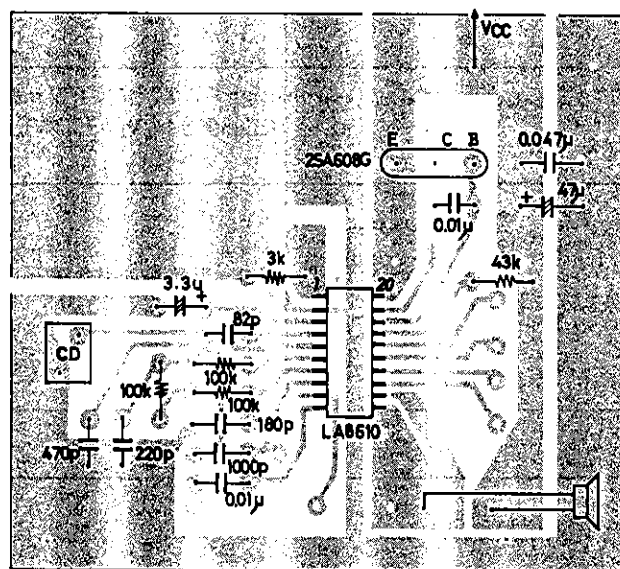 VCC
E C B
2SA608G
0.047μ
+ 47μ
0.01μ
3k
43k
1 20
3.3μ
+
82p
CD
100k
100k
100k
180p
LA8610
470p
220p
1000p
0.01μ